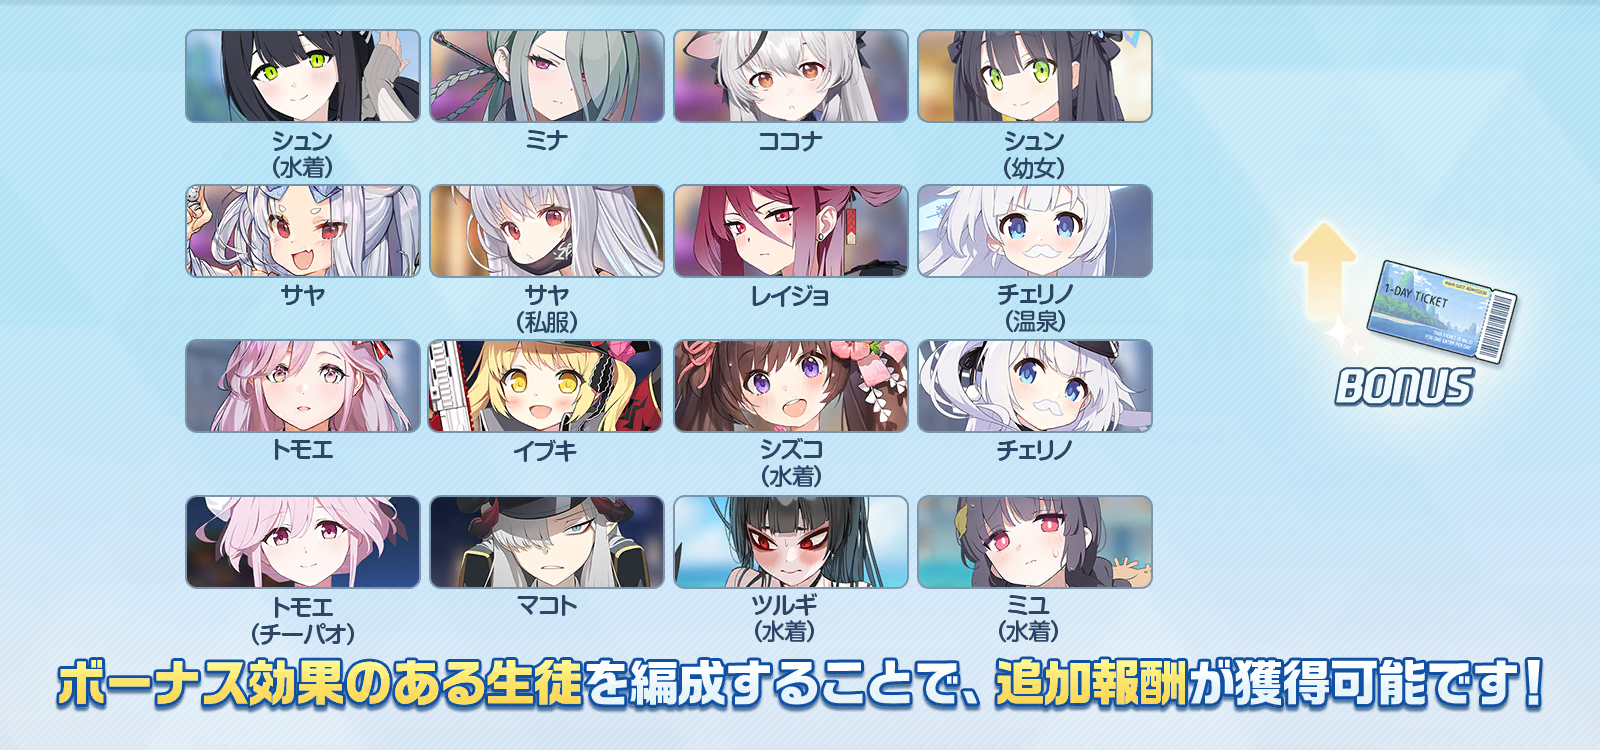 シュン
(水着)
ミナ
ココナ
シュン
(幼女)
サヤ
サヤ
(私服)
レイジョ
チェリノ
(温泉)
1-DAY TICKET
BONUS
トモエ
イブキ
シズコ
(水着)
チェリノ
トモエ
(チーパオ)
マコト
ツルギ
(水着)
ミユ
(水着)
ボーナス効果のある生徒を編成することで、追加報酬が獲得可能です!